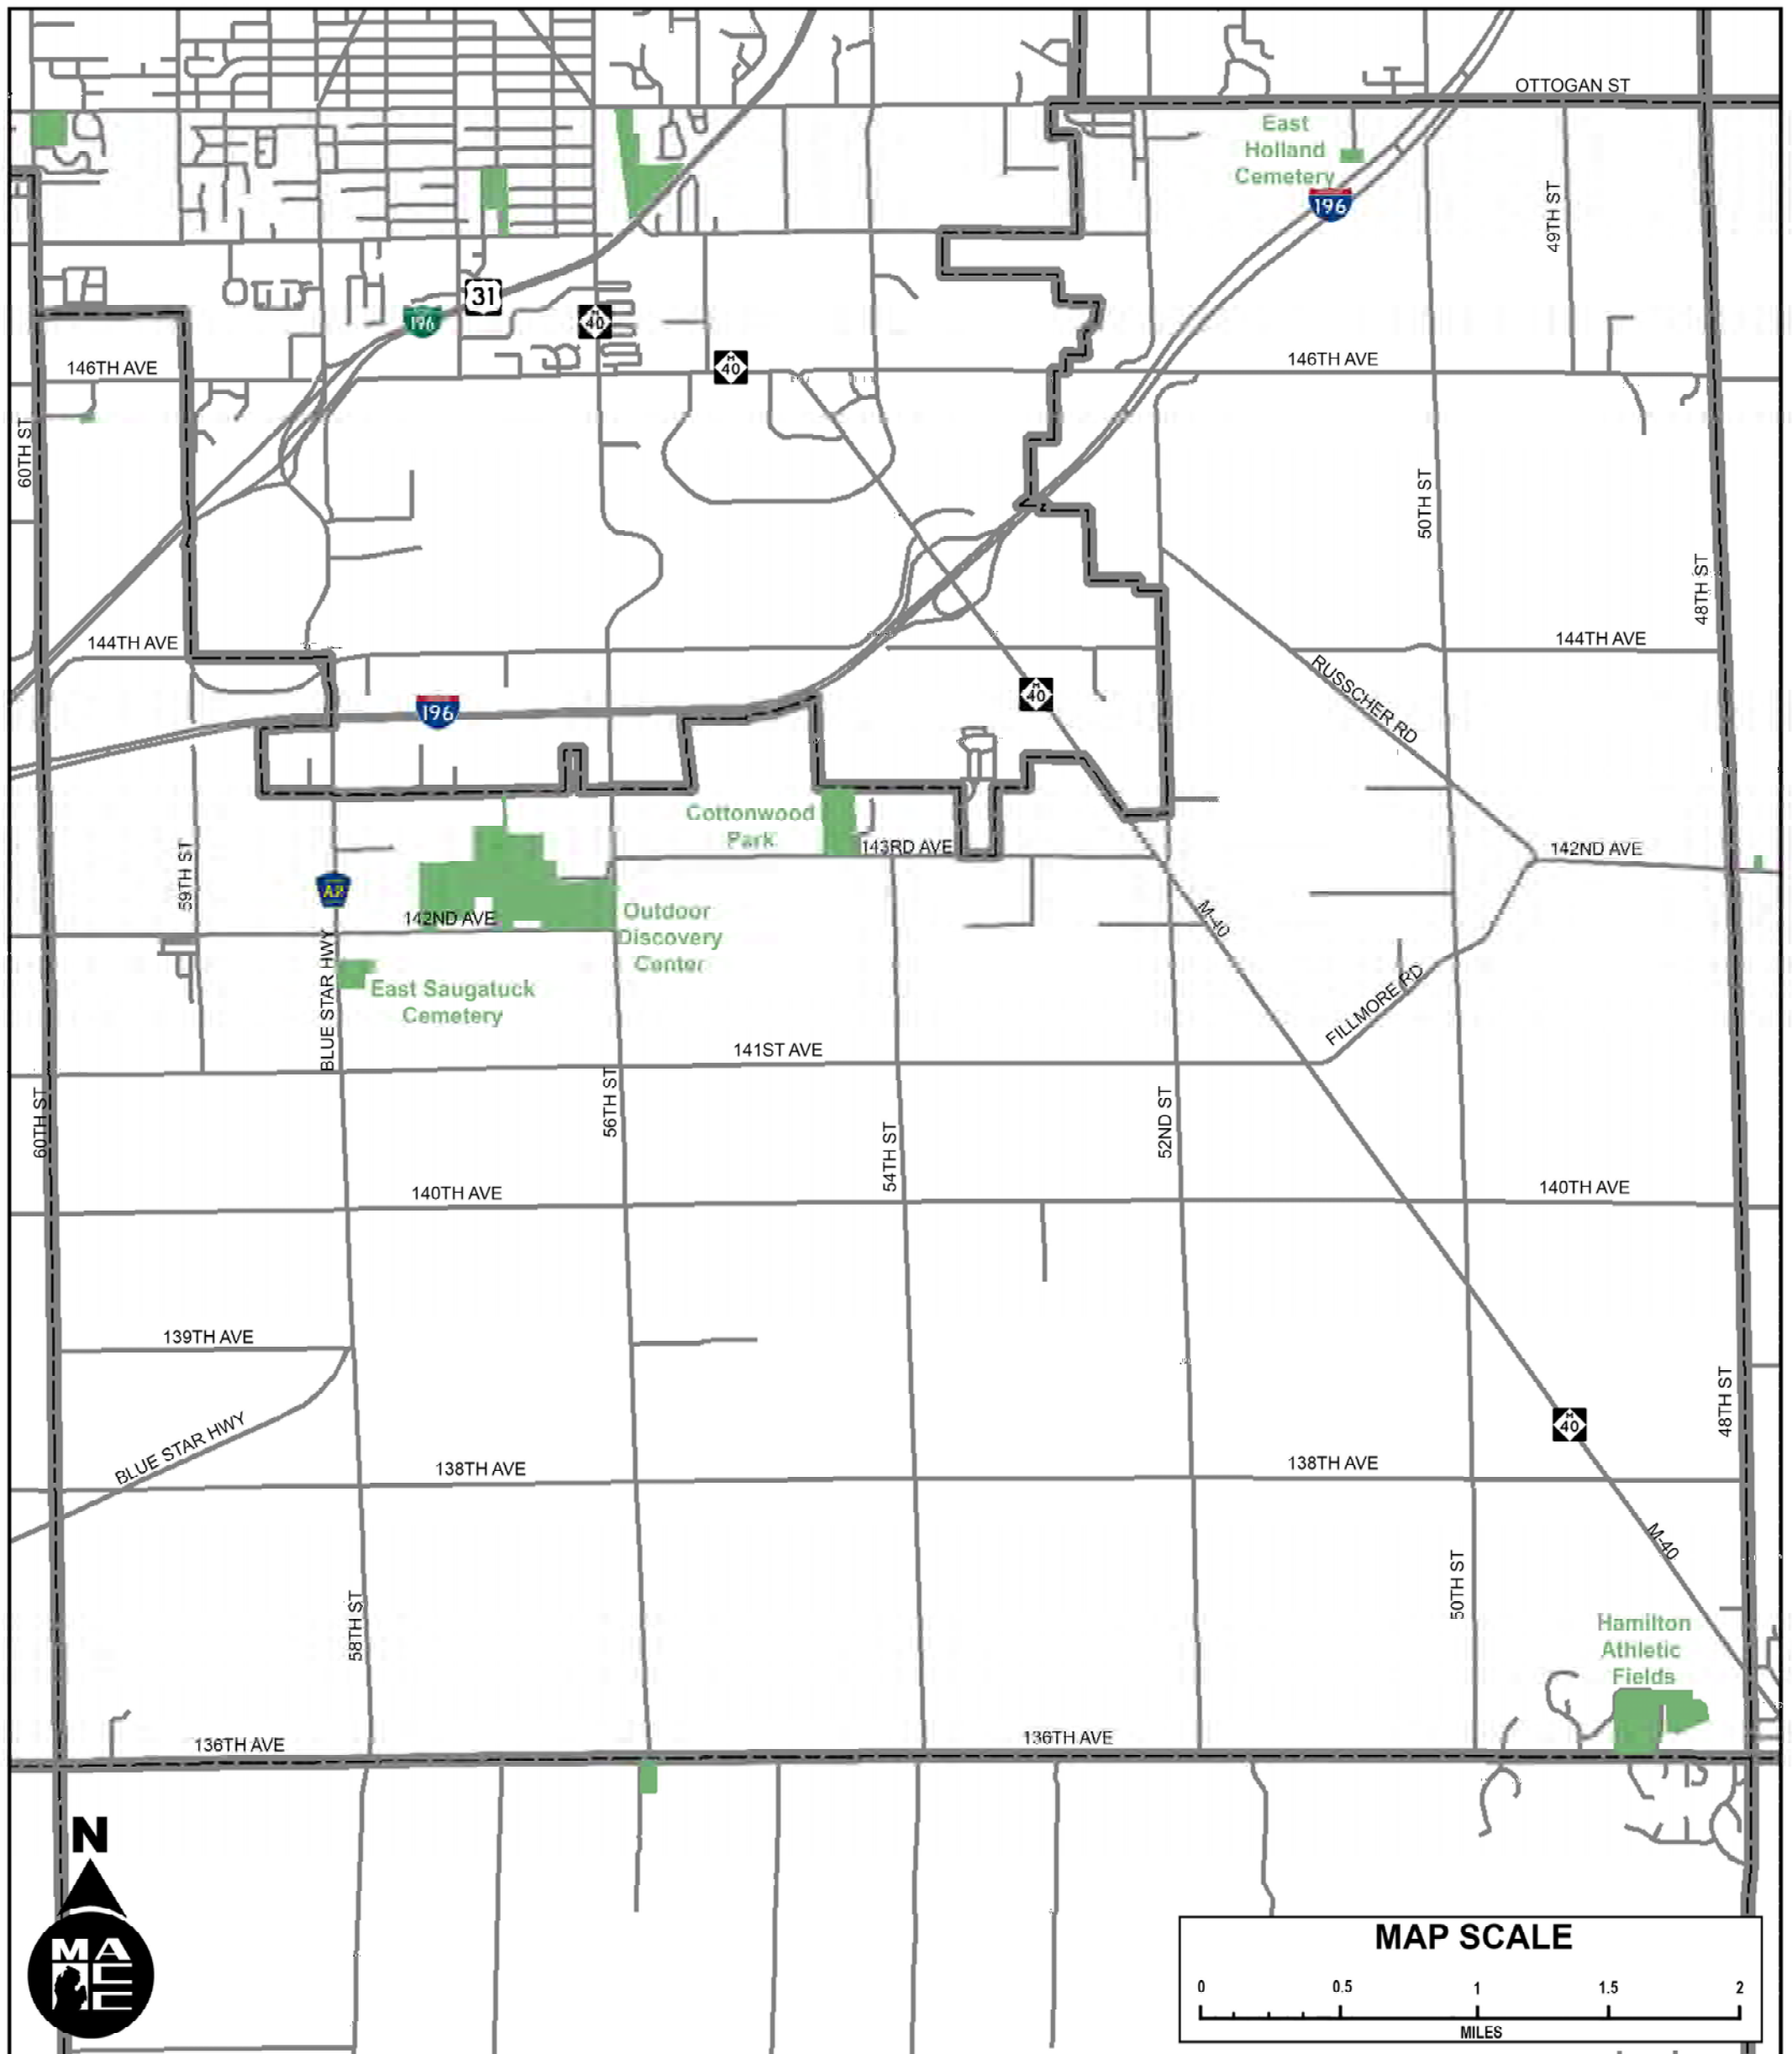 OTTOGAN ST
East
Holland
Cemetery
196
49TH ST
31
196
M
40
M
40
146TH AVE
146TH AVE
60TH ST
50TH ST
48TH ST
144TH AVE
144TH AVE
RUSSCHER RD
196
M
40
Cottonwood
Park
143RD AVE
142ND AVE
59TH ST
A2
142ND AVE
Outdoor
Discovery
Center
M-40
BLUE STAR HWY
East Saugatuck
Cemetery
FILLMORE RD
141ST AVE
60TH ST
56TH ST
54TH ST
52ND ST
140TH AVE
140TH AVE
139TH AVE
BLUE STAR HWY
48TH ST
M
40
138TH AVE
138TH AVE
M-40
58TH ST
50TH ST
Hamilton
Athletic
Fields
136TH AVE
136TH AVE
N
MA
MAP SCALE
0 0.5 1 1.5 2
MILES